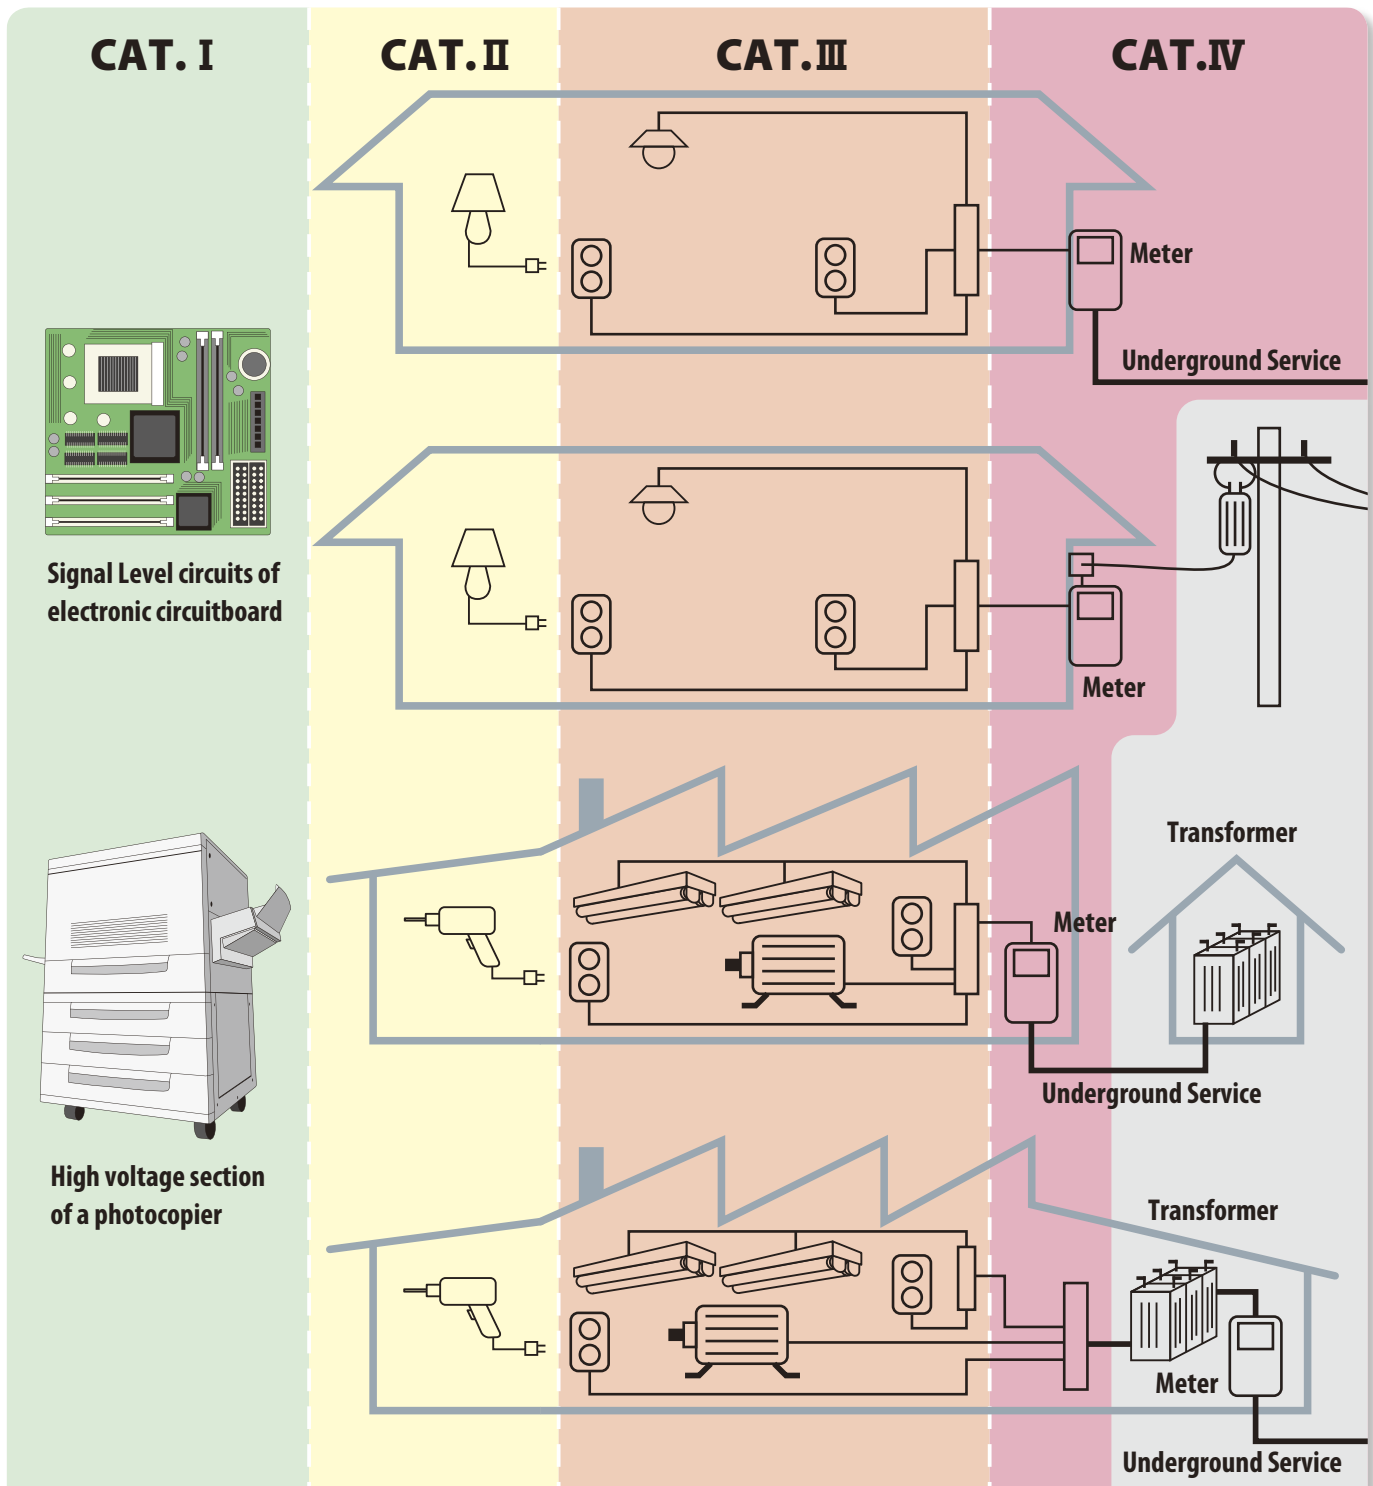 CAT. I
CAT. II
CAT. III
CAT. IV
Meter
Underground Service
Signal Level circuits of
electronic circuitboard
Meter
Transformer
Meter
Underground Service
High voltage section
of a photocopier
Transformer
Meter
Underground Service